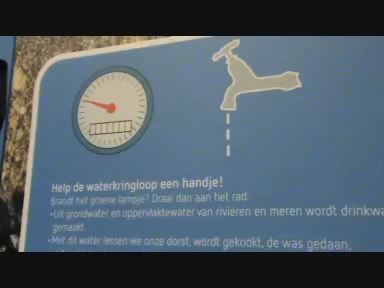 Help de waterkringloop een handje!
Brandt het groene lampje? Draai dan aan het rad
•Uit grondwater en oppervlaktewater van rivieren en meren wordt drinkwa
gemaakt.
•Met dit water lessen we onze dorst, wordt gekookt, de was gedaan,